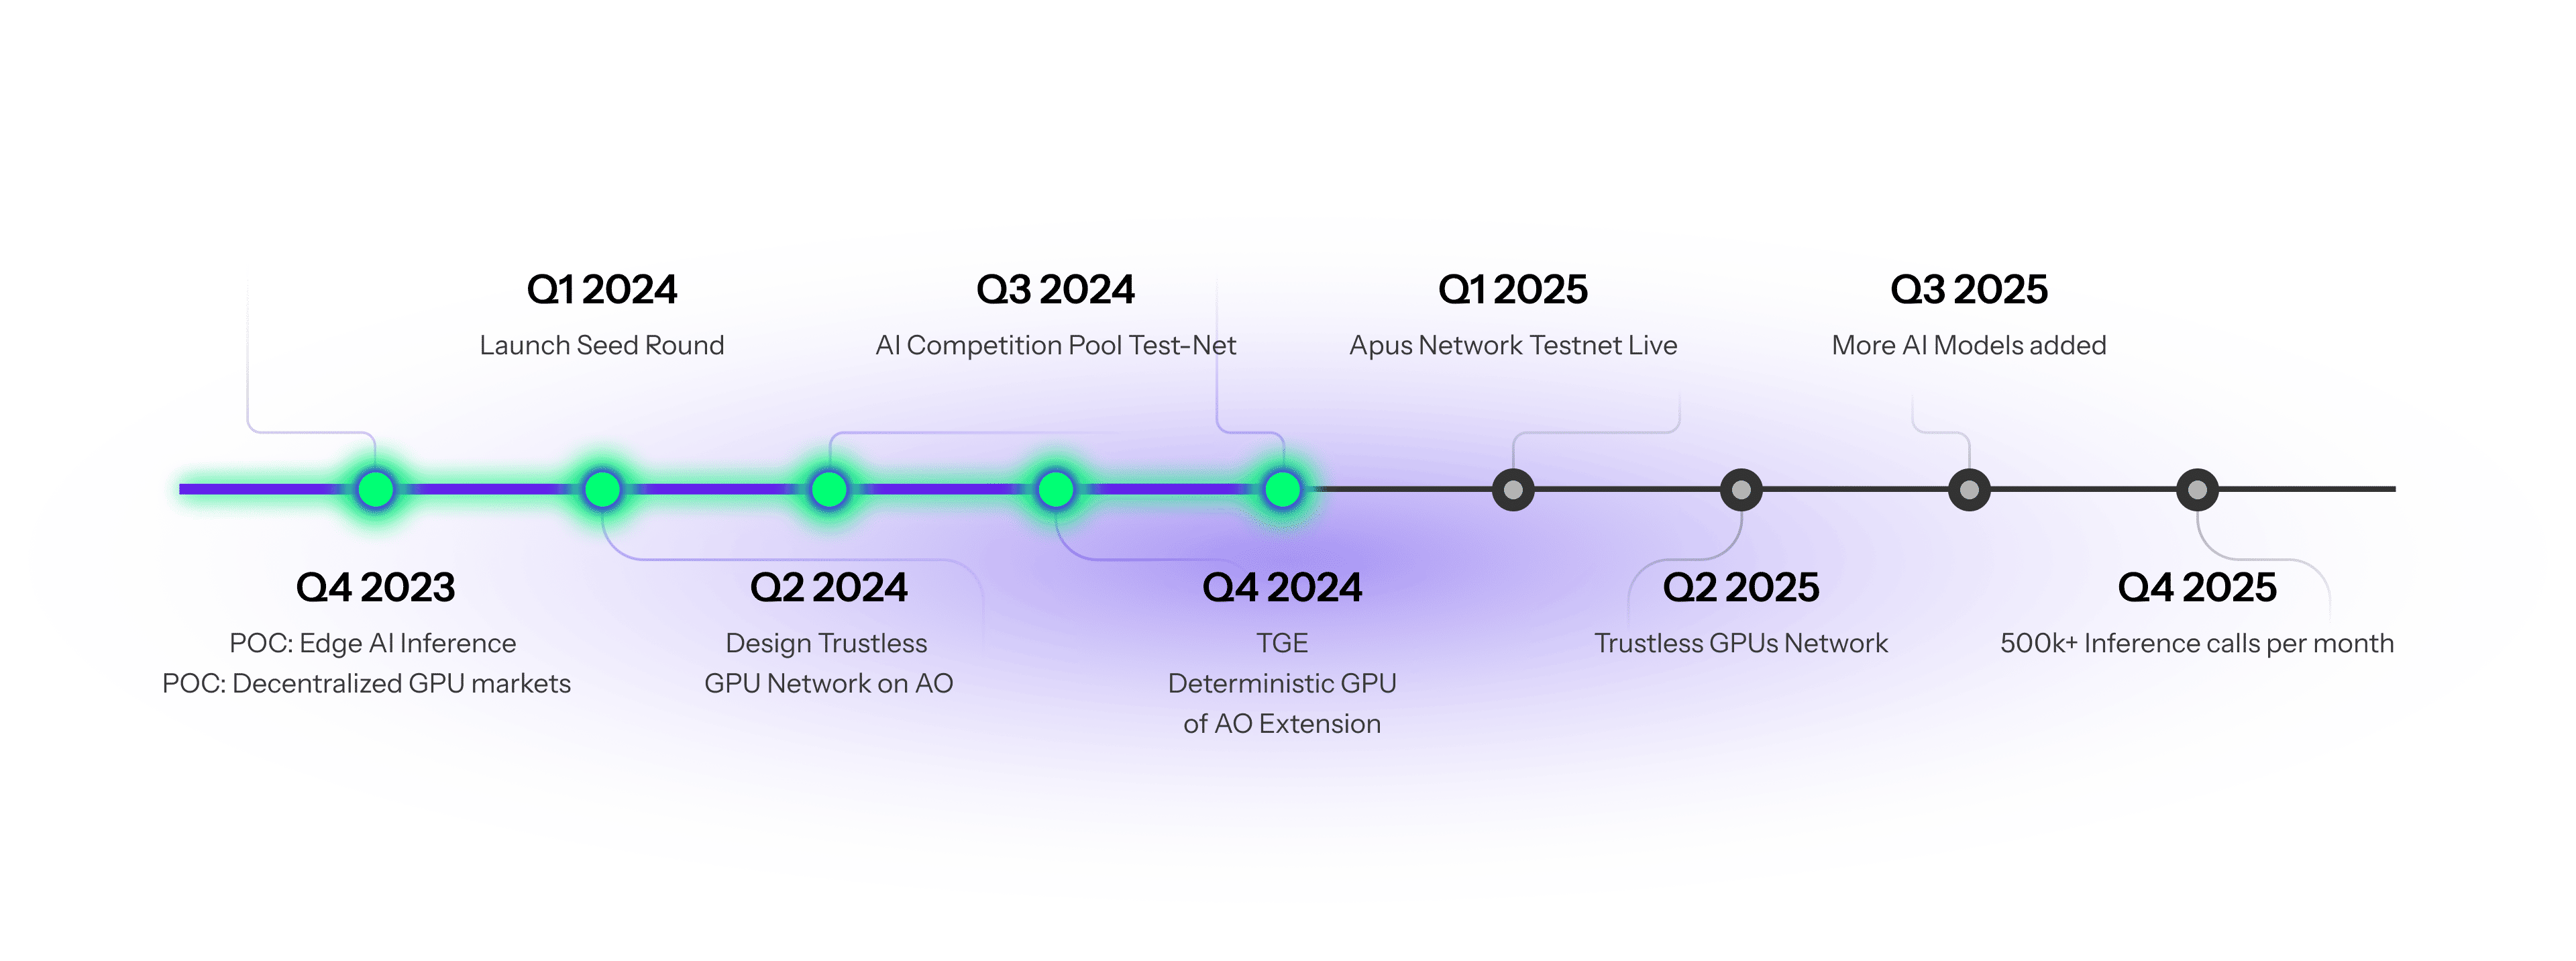 Q4 2023
POC: Edge AI Inference
POC: Decentralized GPU markets
Q1 2024
Launch Seed Round
Q2 2024
Design Trustless
GPU Network on AO
Q3 2024
AI Competition Pool Test-Net
Q4 2024
TGE
Deterministic GPU
of AO Extension
Q1 2025
Apus Network Testnet Live
Q2 2025
Trustless GPUs Network
Q3 2025
More AI Models added
Q4 2025
500k+ Inference calls per month